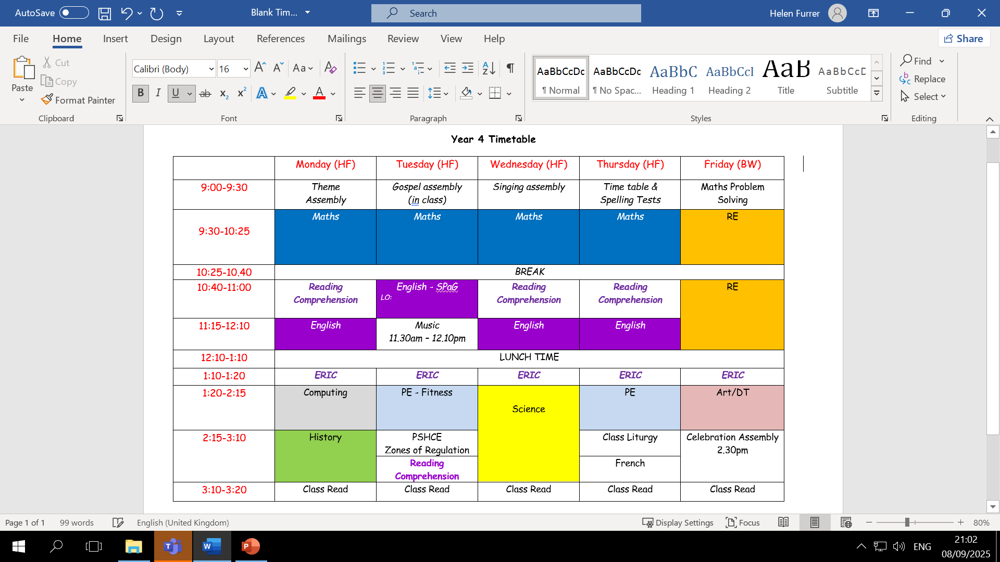 AutoSave
Blank Tim...
Search
Helen Furrer
File Home Insert Design Layout References Mailings Review View Help
Share
Paste
Cut
Copy
Format Painter
Clipboard
Calibri (Body) 16
Font
Paragraph
AaBbCcDc AaBbCcDc AaBbC AaBbCcI AaB AaBbCcD
¶ Normal ¶ No Spac... Heading 1 Heading 2 Title Subtitle
Styles
Find
Replace
Select
Editing
Year 4 Timetable
Monday (HF) Tuesday (HF) Wednesday (HF) Thursday (HF) Friday (BW)
9:00-9:30 Theme Gospel assembly Singing assembly Time table & Maths Problem
Assembly (in class) Spelling Tests Solving
Maths Maths Maths Maths RE
9:30-10:25
10:25-10.40 BREAK
10:40-11:00 Reading English - SPaG Reading Reading RE
Comprehension LO: Comprehension Comprehension
11:15-12:10 English Music English English
11.30am – 12.10pm
12:10-1:10 LUNCH TIME
1:10-1:20 ERIC ERIC ERIC ERIC ERIC
1:20-2:15 Computing PE - Fitness PE Art/DT
Science
2:15-3:10 History PSHCE Class Liturgy Celebration Assembly
Zones of Regulation 2.30pm
Reading French
Comprehension
3:10-3:20 Class Read Class Read Class Read Class Read Class Read
Page 1 of 1 99 words English (United Kingdom) Display Settings Focus 80%
ENG
21:02
08/09/2025